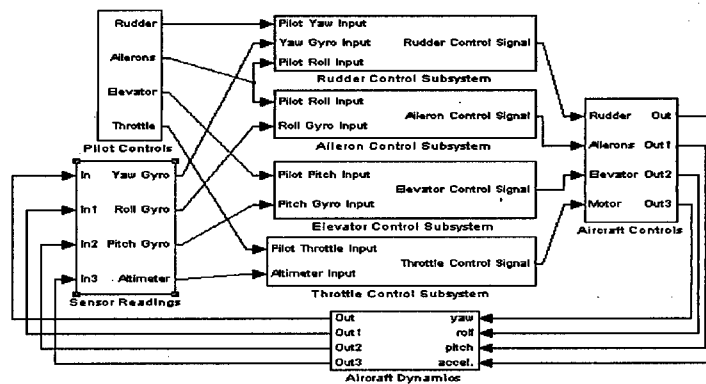 Rudder
Ailerons
Elevator
Throttle
Pilot Controls
Pilot Yaw Input
Yaw Gyro Input
Pilot Roll Input
Rudder Control Signal
Rudder Control Subsystem
Pilot Roll Input
Roll Gyro Input
Aileron Control Signal
Aileron Control Subsystem
Pilot Pitch Input
Pitch Gyro Input
Elevator Control Signal
Elevator Control Subsystem
Pilot Throttle Input
Altimeter Input
Throttle Control Signal
Throttle Control Subsystem
Rudder Out
Ailerons Out1
Elevator Out2
Motor Out3
Aircraft Controls
In Yaw Gyro
In1 Roll Gyro
In2 Pitch Gyro
In3 Altimeter
Sensor Readings
Out yaw
Out1 roll
Out2 pitch
Out3 accel.
Aircraft Dynamics